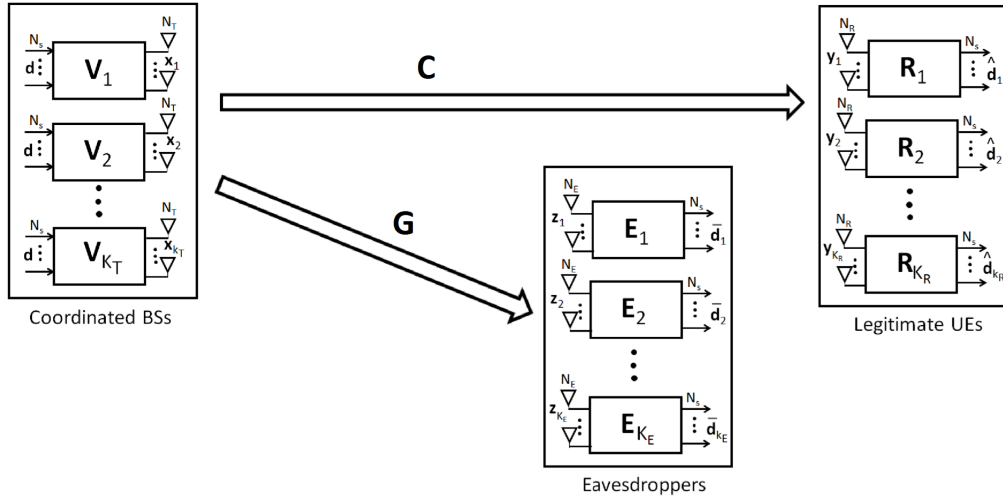 N_T
N_s
d
V_1
x_1
N_T
N_s
d
V_2
x_2
N_T
N_s
d
V_{K_T}
x_{k_T}
Coordinated BSs
C
G
N_E
z_1
E_1
N_s
d̄_1
N_E
z_2
E_2
N_s
d̄_2
N_E
z_{K_E}
E_{K_E}
N_s
d̄_{k_E}
Eavesdroppers
N_R
y_1
R_1
N_s
d̂_1
N_R
y_2
R_2
N_s
d̂_2
N_R
y_{K_R}
R_{K_R}
N_s
d̂_{k_R}
Legitimate UEs